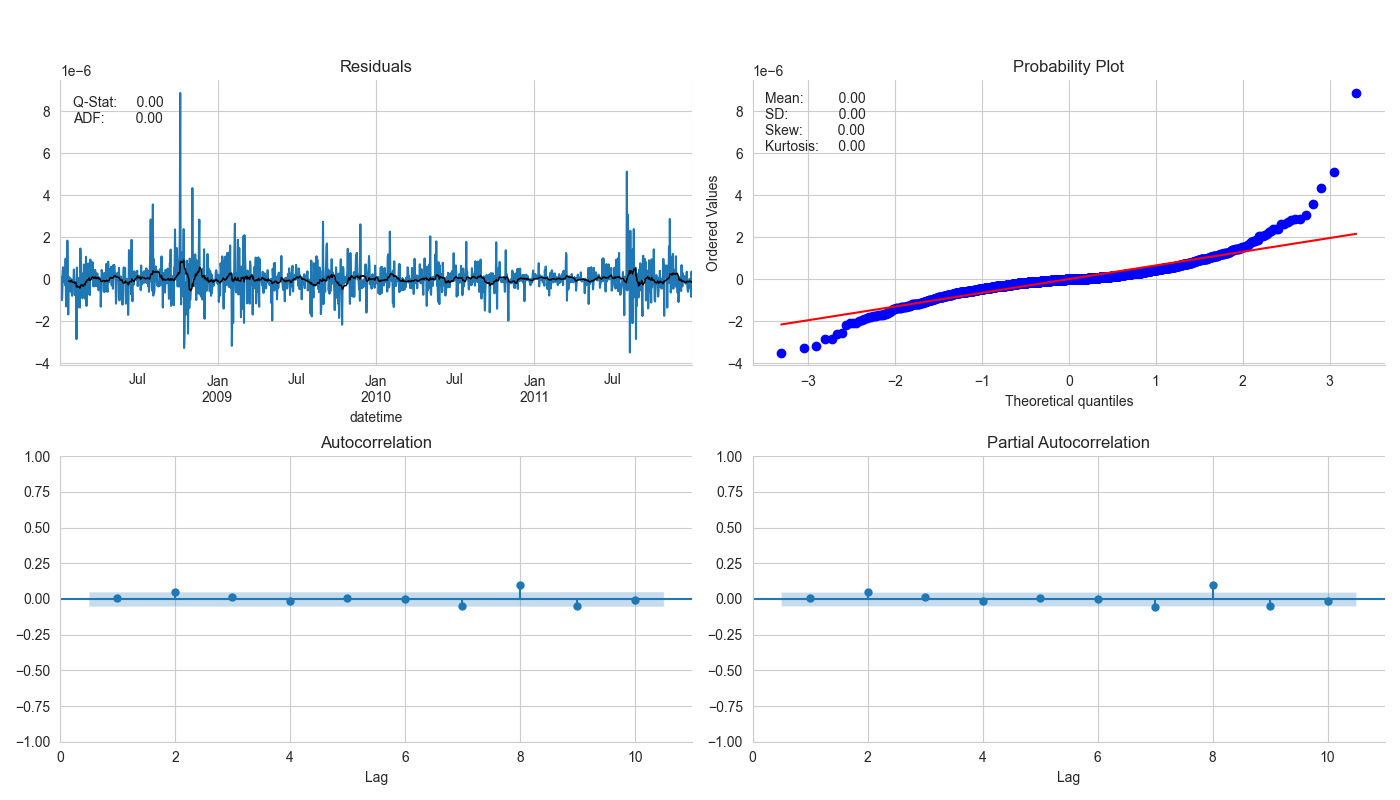 Residuals
1e−6
Q-Stat: 0.00
ADF: 0.00
8
6
4
2
0
−2
−4
Jul
Jan
2009
Jul
Jan
2010
Jul
Jan
2011
Jul
datetime
Probability Plot
1e−6
Mean: 0.00
SD: 0.00
Skew: 0.00
Kurtosis: 0.00
Ordered Values
8
6
4
2
0
−2
−4
−3 −2 −1 0 1 2 3
Theoretical quantiles
Autocorrelation
1.00
0.75
0.50
0.25
0.00
−0.25
−0.50
−0.75
−1.00
0 2 4 6 8 10
Lag
Partial Autocorrelation
1.00
0.75
0.50
0.25
0.00
−0.25
−0.50
−0.75
−1.00
0 2 4 6 8 10
Lag